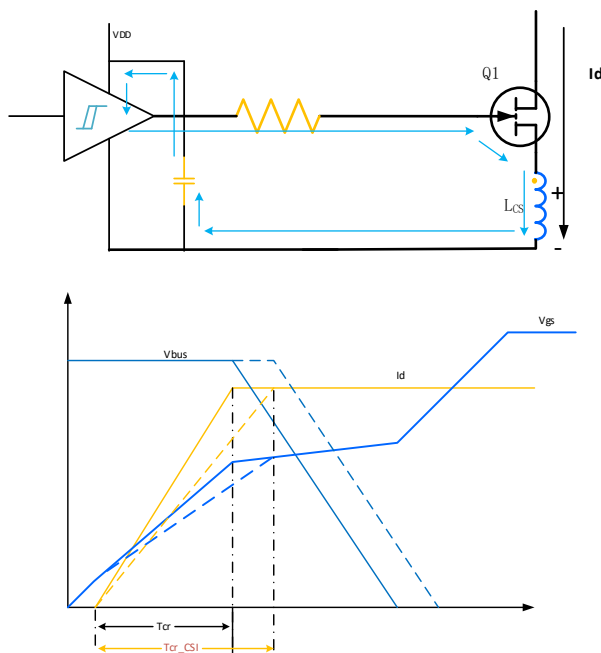 VDD
Q1
Id
LCS
+
-
Vgs
Vbus
Id
Tcr
Tcr_CSI